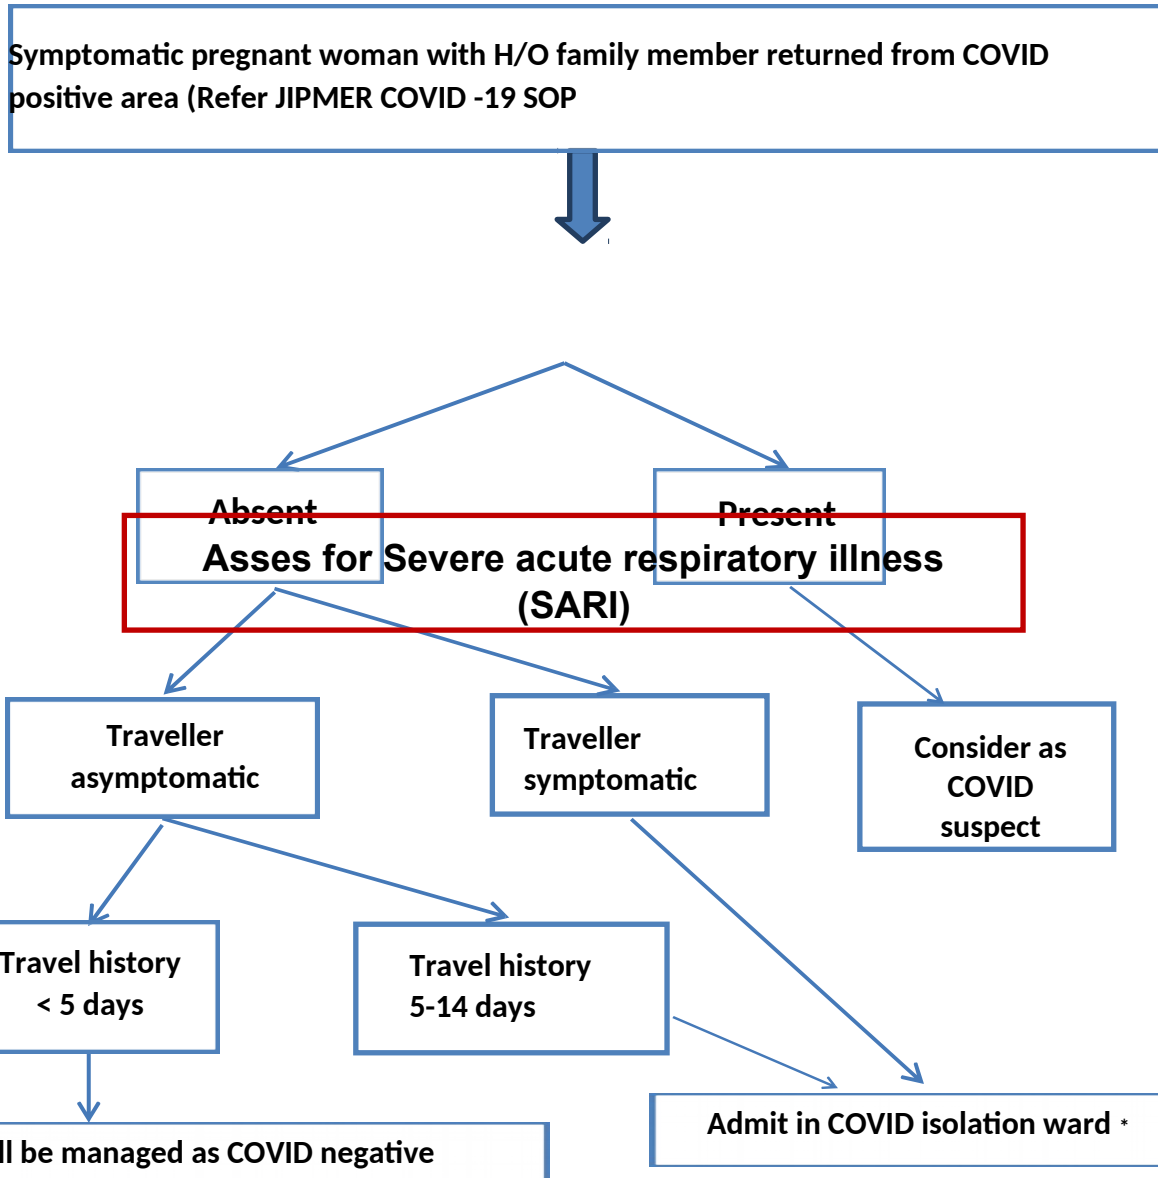 Symptomatic pregnant woman with H/O family member returned from COVID
positive area (Refer JIPMER COVID -19 SOP
Absent
Present
Asses for Severe acute respiratory illness
(SARI)
Traveller
asymptomatic
Traveller
symptomatic
Consider as
COVID
suspect
Travel history
< 5 days
Travel history
5-14 days
Admit in COVID isolation ward *
ll be managed as COVID negative